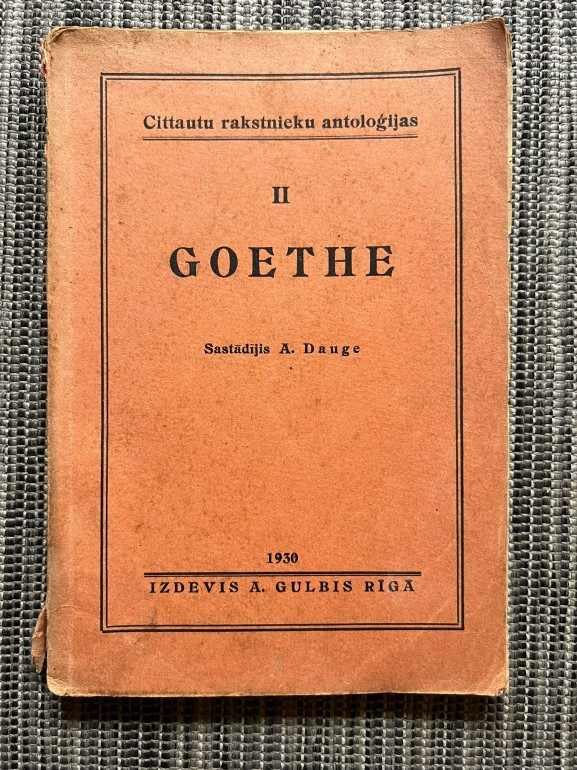 Cittautu rakstnieku antoloģijas
II
GOETHE
Sastādījis A. Dauge
1930
IZDEVIS A. GULBIS RĪGĀ